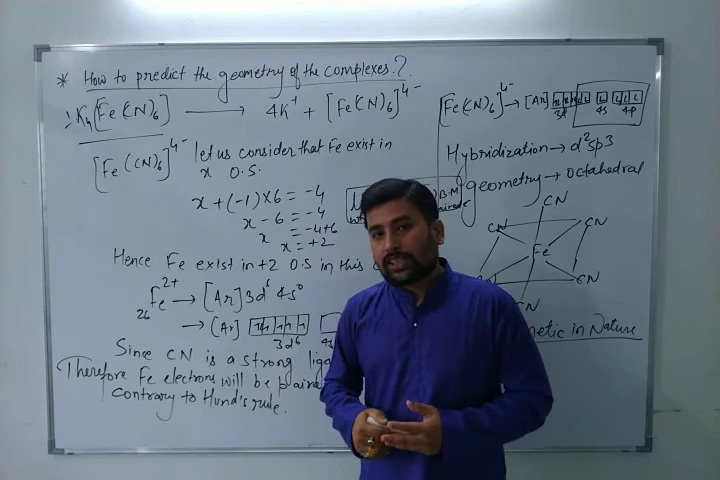 * How to predict the geometry of the complexes.?
:- K4[Fe(CN)6] → 4K+ + [Fe(CN)6]4-
[Fe(CN)6]4- let us consider that Fe exist in
x O.S.
x + (-1) × 6 = -4
x - 6 = -4
x = -4+6
x = +2
Hence Fe exist in +2 O.S in this
26Fe2+ → [Ar] 3d6 4s0
→ [Ar]
3d6
Since CN is a strong
Therefore Fe electrons will be
contrary to Hund's rule.
B.M
[Fe(CN)6]4- → [Ar]
3d 4s 4p
Hybridization → d2sp3
geometry → octahedral
CN
CN CN
Fe
CN
CN
in Nature